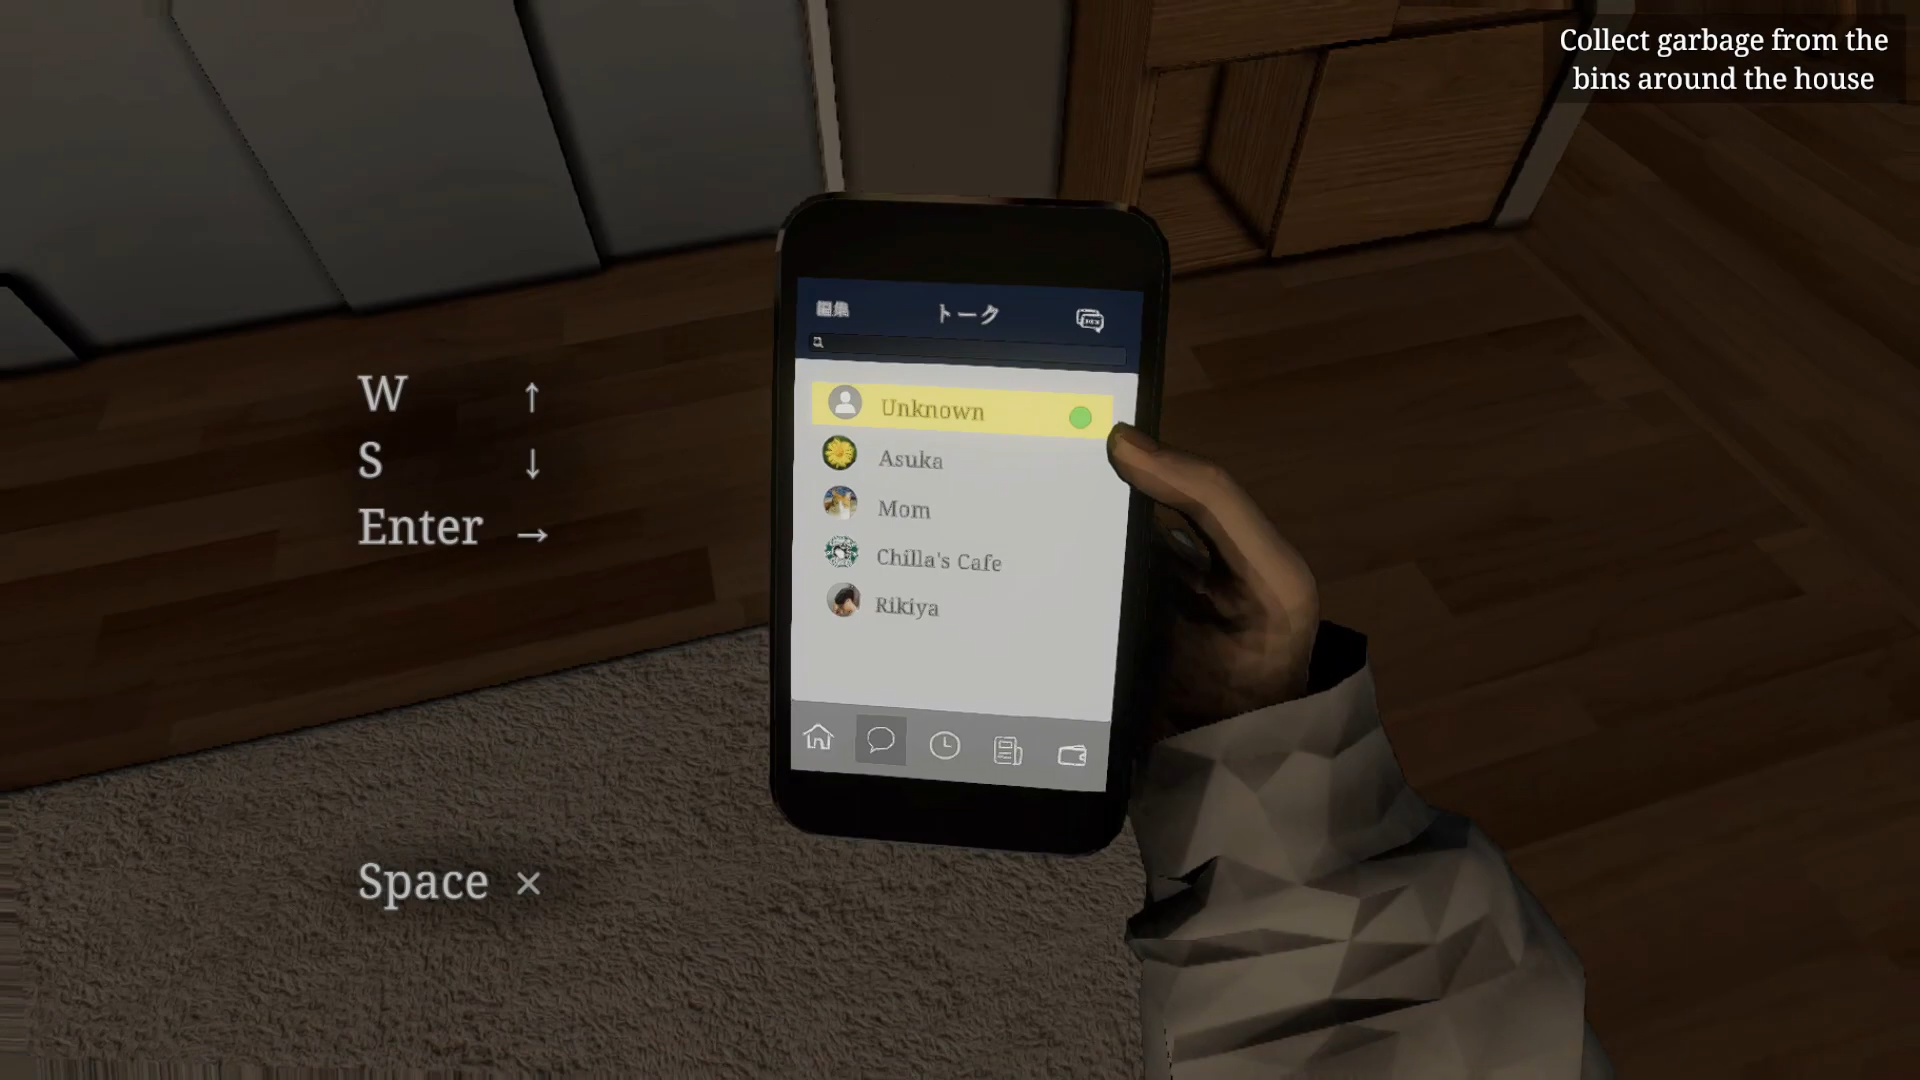 Collect garbage from the
bins around the house
編集
トーク
Unknown
Asuka
Mom
Chilla's Cafe
Rikiya
W ↑
S ↓
Enter →
Space ×